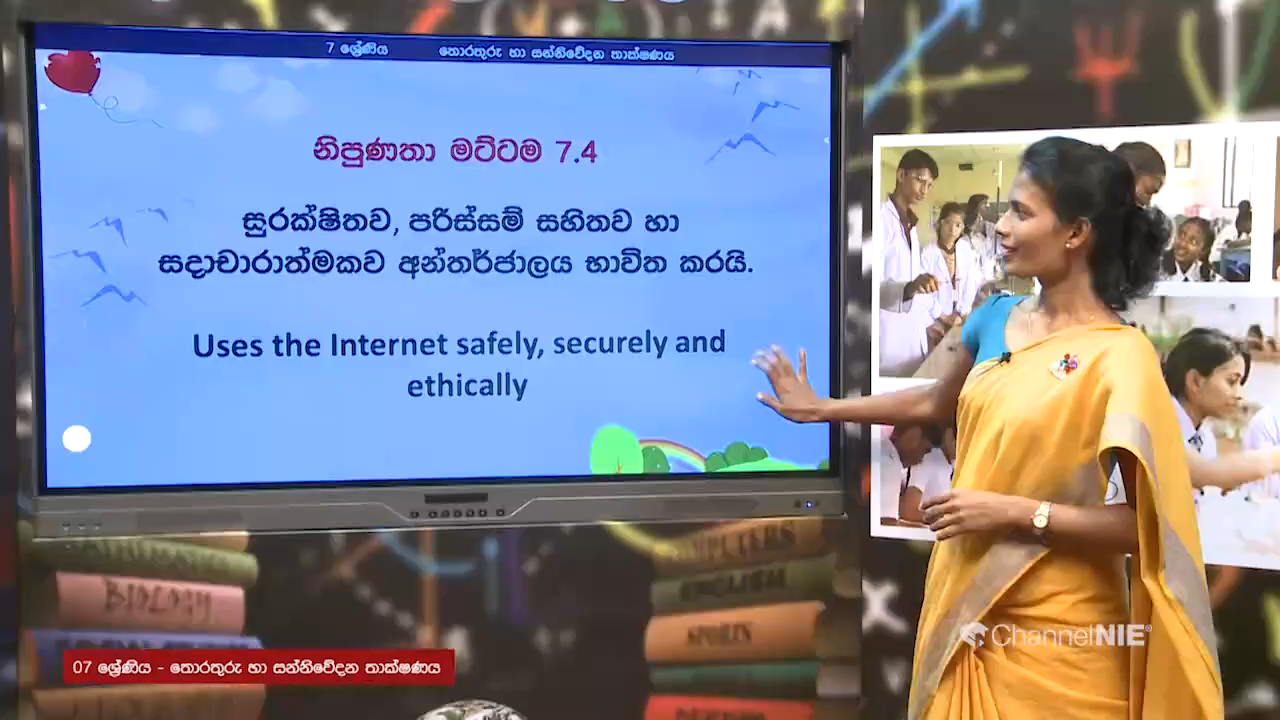 7 ශ්‍රේණිය තොරතුරු හා සන්නිවේදන තාක්ෂණය
නිපුණතා මට්ටම 7.4
සුරක්ෂිතව, පරිස්සම් සහිතව හා
සදාචාරාත්මකව අන්තර්ජාලය භාවිත කරයි.
Uses the Internet safely, securely and
ethically
BIOLOGY
ChannelNIE®
07 ශ්‍රේණිය - තොරතුරු හා සන්නිවේදන තාක්ෂණය